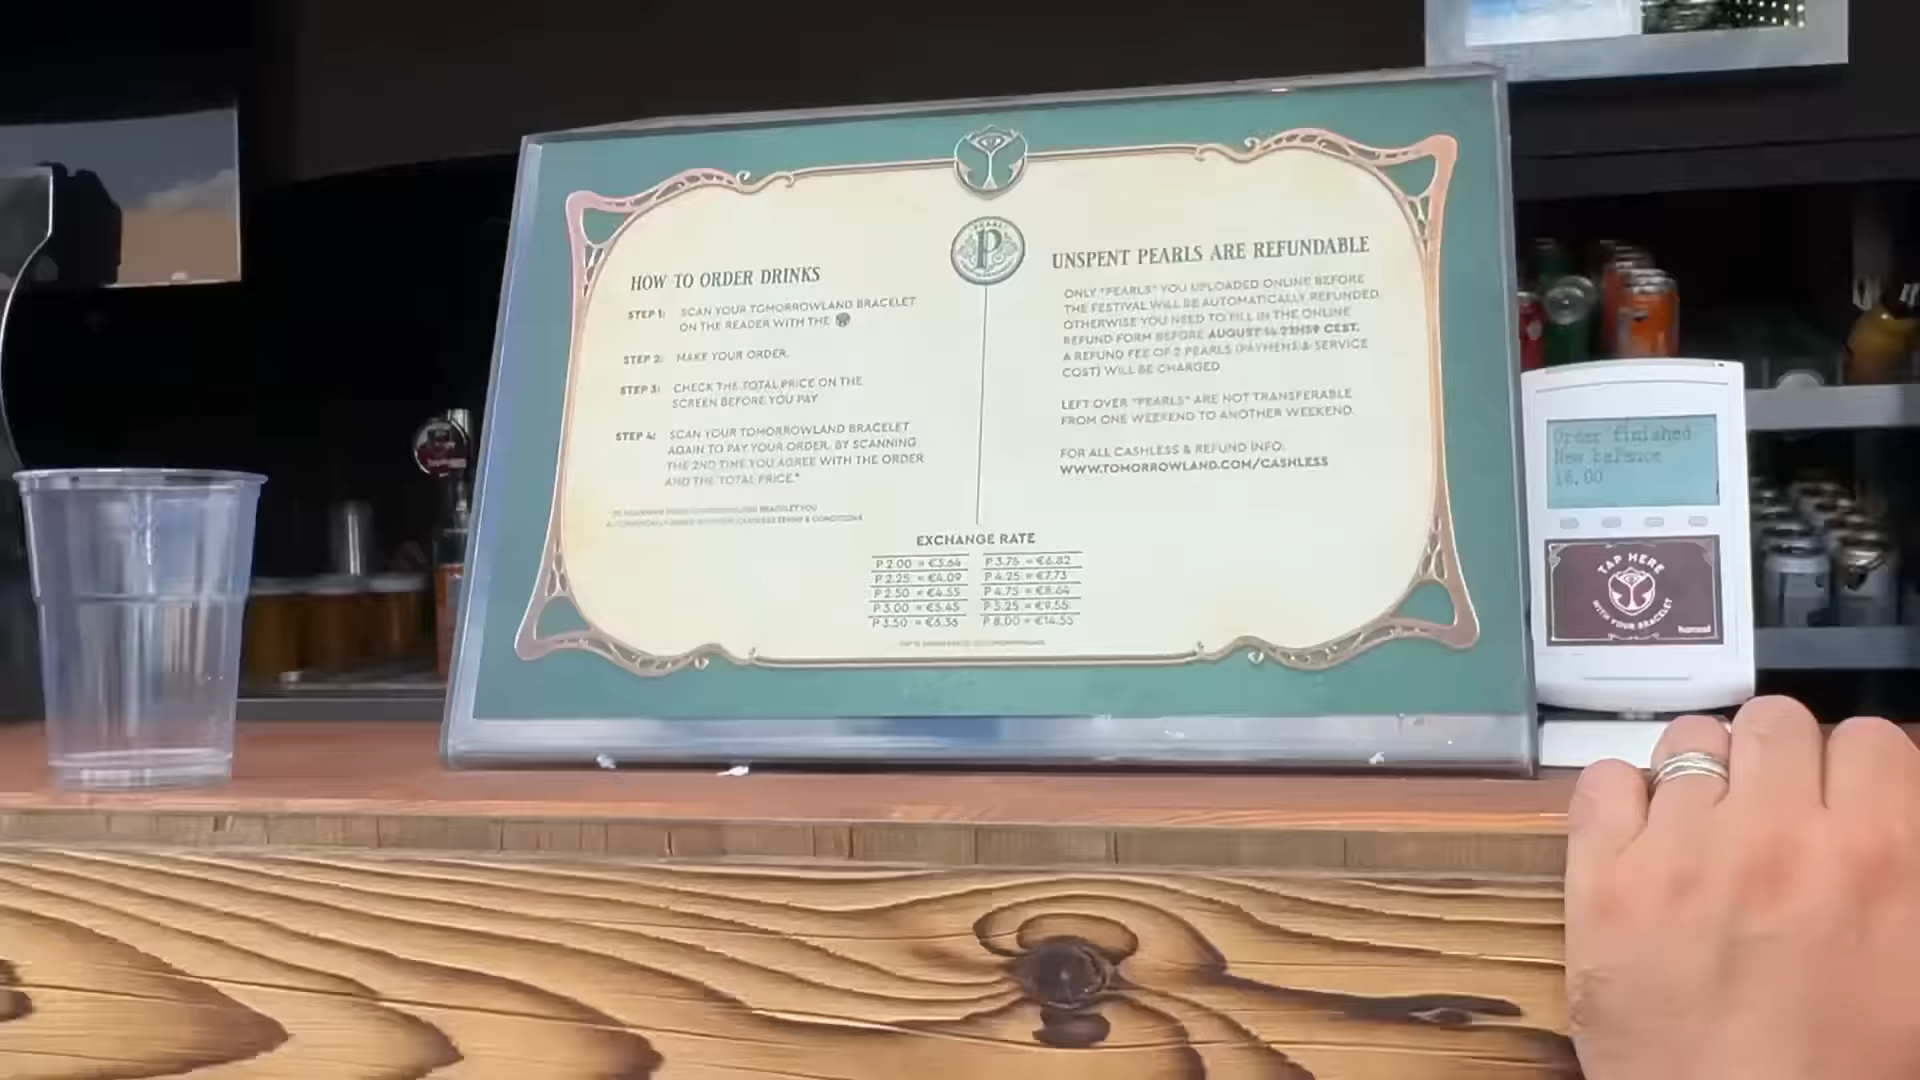 PEARL
P
HOW TO ORDER DRINKS
STEP 1: SCAN YOUR TOMORROWLAND BRACELET
ON THE READER WITH THE
STEP 2: MAKE YOUR ORDER.
STEP 3: CHECK THE TOTAL PRICE ON THE
SCREEN BEFORE YOU PAY
STEP 4: SCAN YOUR TOMORROWLAND BRACELET
AGAIN TO PAY YOUR ORDER. BY SCANNING
THE 2ND TIME YOU AGREE WITH THE ORDER
AND THE TOTAL PRICE.*
UNSPENT PEARLS ARE REFUNDABLE
ONLY "PEARLS" YOU UPLOADED ONLINE BEFORE
THE FESTIVAL WILL BE AUTOMATICALLY REFUNDED.
OTHERWISE YOU NEED TO FILL IN THE ONLINE
REFUND FORM BEFORE AUGUST 14 23H59 CEST.
A REFUND FEE OF 2 PEARLS (PAYMENT & SERVICE
COST) WILL BE CHARGED
LEFT OVER "PEARLS" ARE NOT TRANSFERABLE
FROM ONE WEEKEND TO ANOTHER WEEKEND.
FOR ALL CASHLESS & REFUND INFO:
WWW.TOMORROWLAND.COM/CASHLESS
EXCHANGE RATE
P 2.00 = €3.64 P 3.75 = €6.82
P 2.25 = €4.09 P 4.25 = €7.73
P 2.50 = €4.55 P 4.75 = €8.64
P 3.00 = €5.45 P 5.25 = €9.55
P 3.50 = €6.36 P 8.00 = €14.55
Order finished
New balance
16.00
TAP HERE
WITH YOUR BRACELET